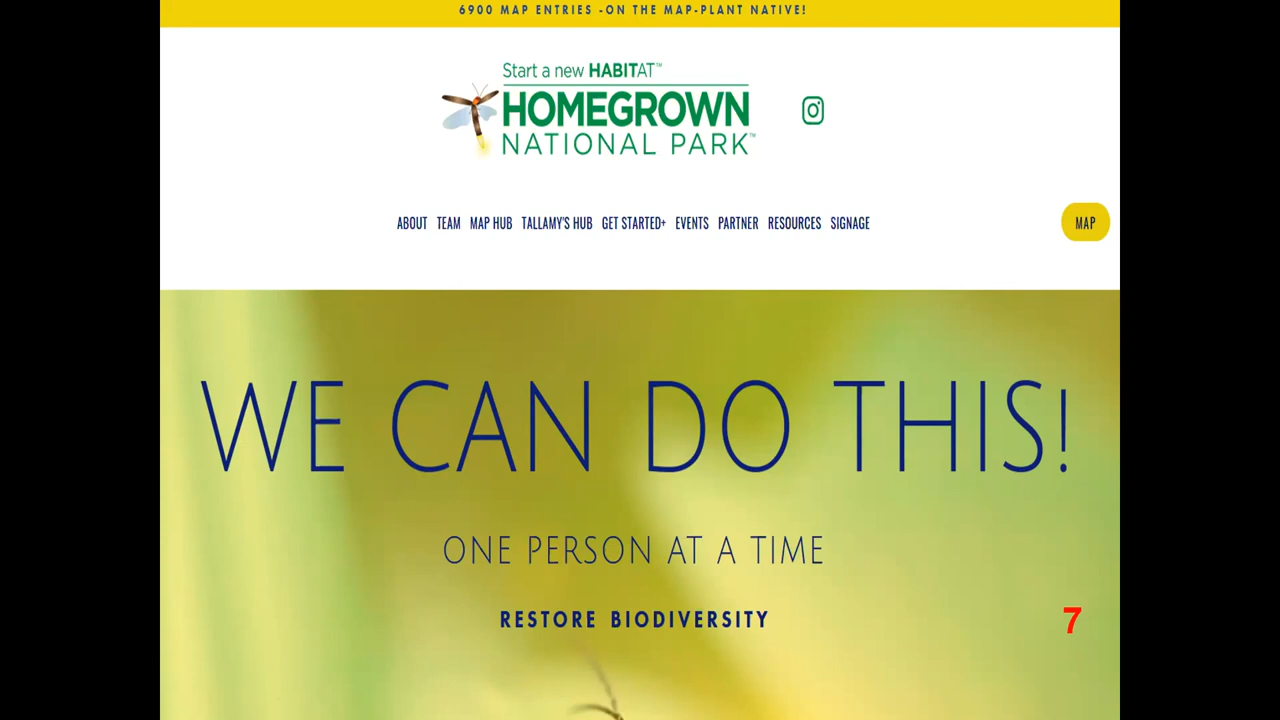 6900 MAP ENTRIES -ON THE MAP-PLANT NATIVE!
Start a new HABITAT™
HOMEGROWN
NATIONAL PARK™
ABOUT TEAM MAP HUB TALLAMY'S HUB GET STARTED+ EVENTS PARTNER RESOURCES SIGNAGE
MAP
WE CAN DO THIS!
ONE PERSON AT A TIME
RESTORE BIODIVERSITY
7